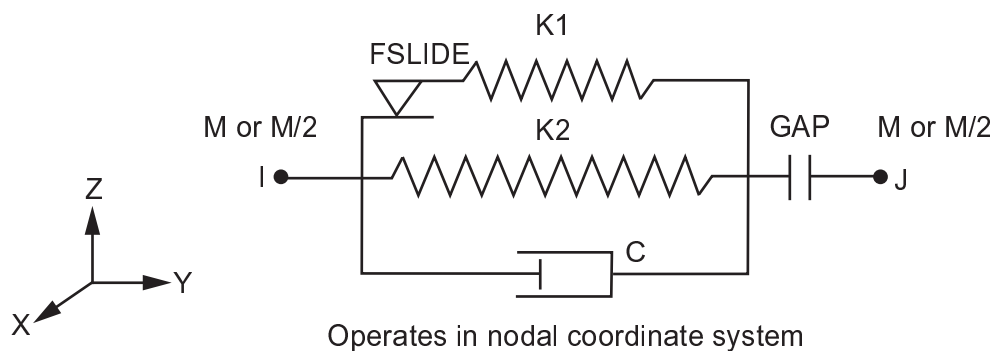 K1
FSLIDE
M or M/2
K2
GAP
M or M/2
I
J
Z
C
Y
X
Operates in nodal coordinate system